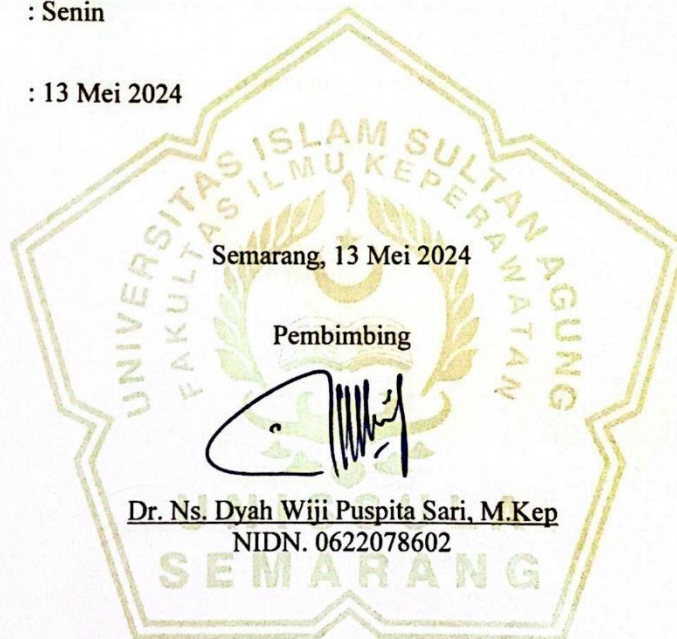 : Senin
: 13 Mei 2024
UNIVERSITAS ISLAM SULTAN AGUNG
FAKULTAS ILMU KEPERAWATAN
Semarang, 13 Mei 2024
Pembimbing
Dr. Ns. Dyah Wiji Puspita Sari, M.Kep
NIDN. 0622078602
UNISSULA
SEMARANG